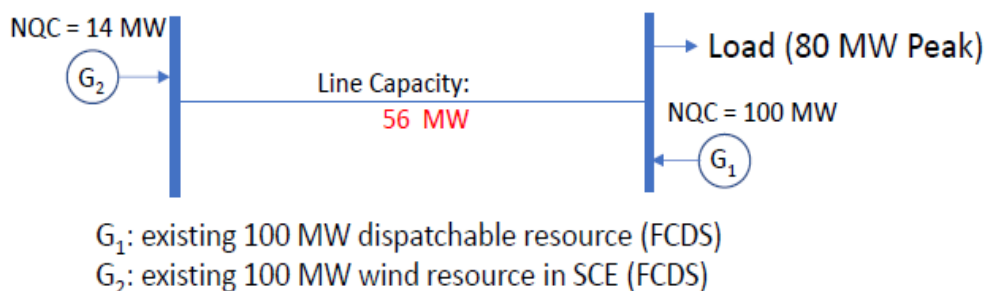 NQC = 14 MW
G2
Line Capacity:
56 MW
Load (80 MW Peak)
NQC = 100 MW
G1
G1: existing 100 MW dispatchable resource (FCDS)
G2: existing 100 MW wind resource in SCE (FCDS)